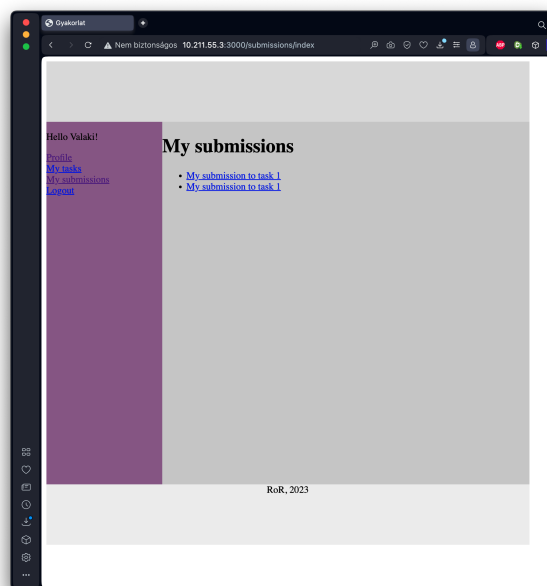 Gyakorlat
Nem biztonságos 10.211.55.3:3000/submissions/index
ABP
Hello Valaki!
Profile
My tasks
My submissions
Logout
My submissions
My submission to task 1
My submission to task 1
RoR, 2023